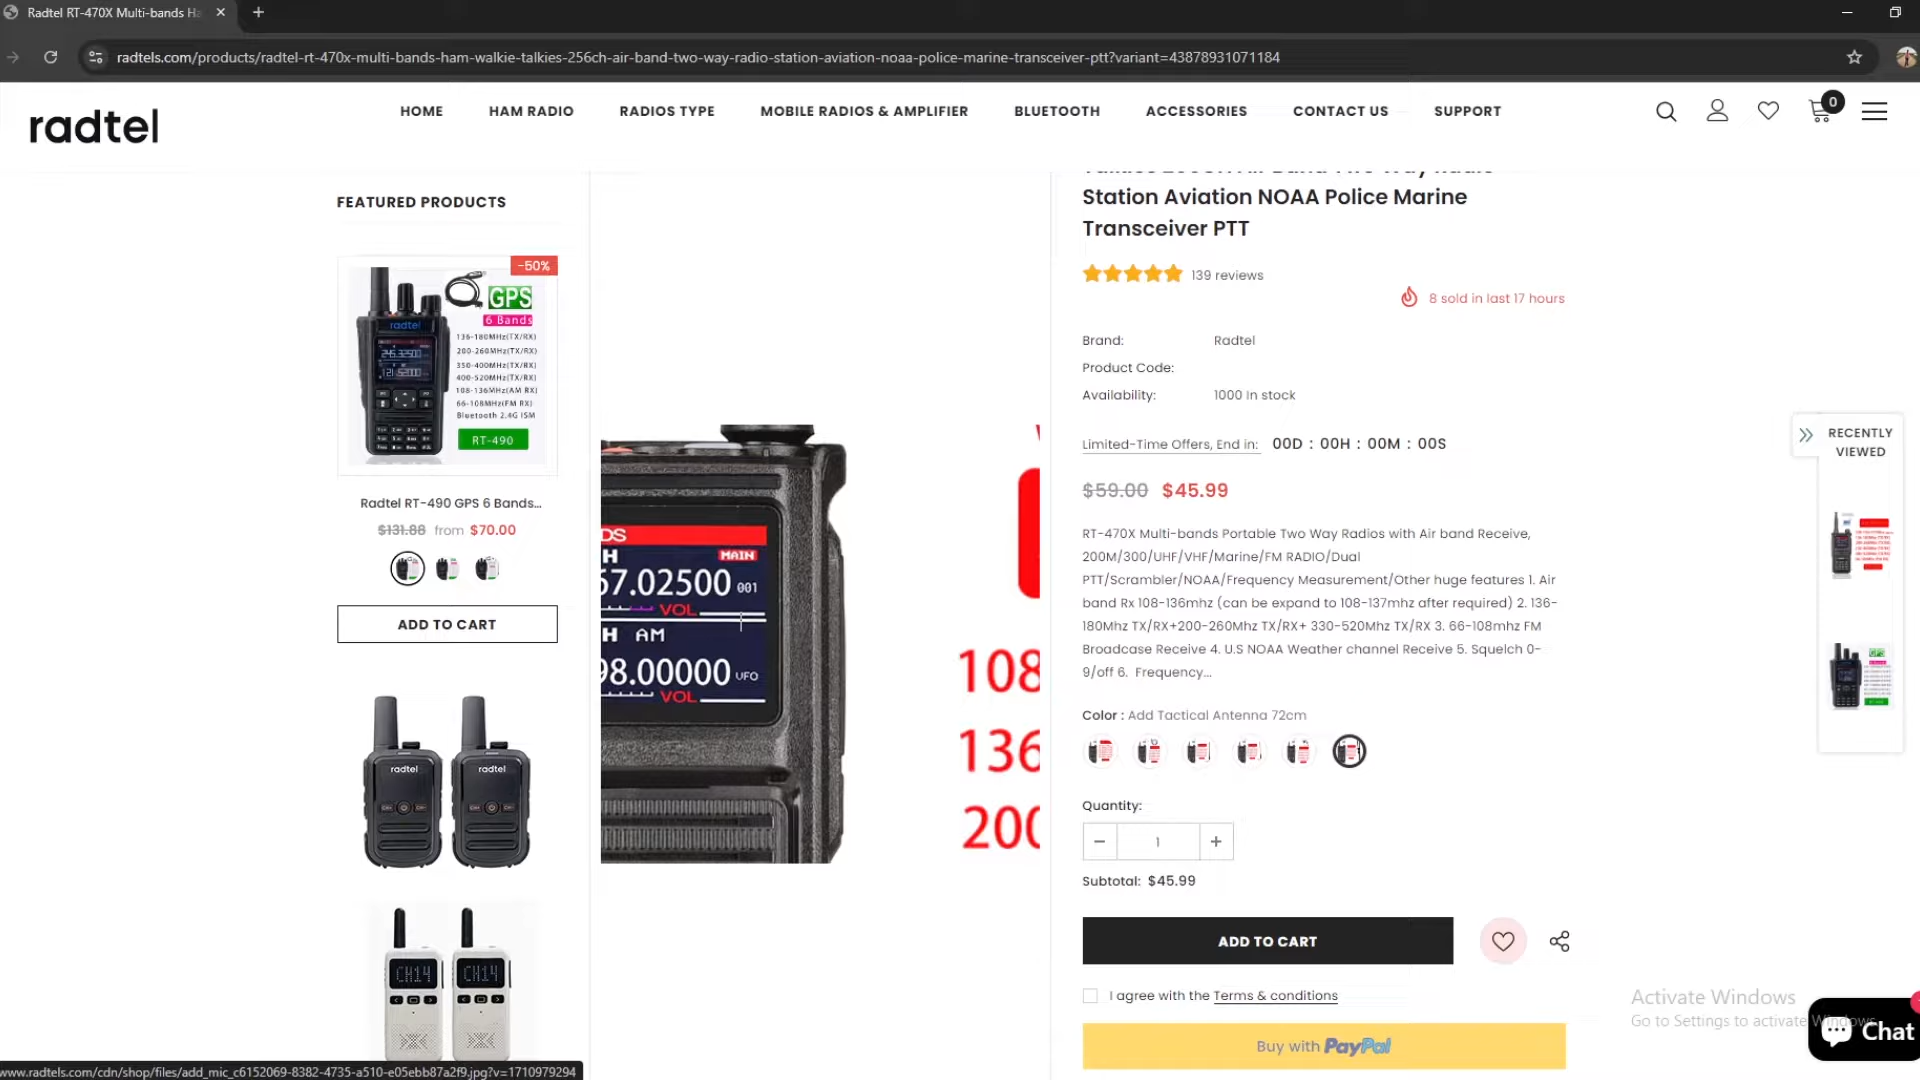 Radtel RT-470X Multi-bands Ha
radtels.com/products/radtel-rt-470x-multi-bands-ham-walkie-talkies-256ch-air-band-two-way-radio-station-aviation-noaa-police-marine-transceiver-ptt?variant=43878931071184
radtel
HOME
HAM RADIO
RADIOS TYPE
MOBILE RADIOS & AMPLIFIER
BLUETOOTH
ACCESSORIES
CONTACT US
SUPPORT
0
FEATURED PRODUCTS
-50%
GPS
6 Bands
radtel
136-180MHz(TX/RX)
200-260MHz(TX/RX)
350-400MHz(TX/RX)
400-520MHz(TX/RX)
108-136MHz(AM RX)
66-108MHz(FM RX)
Bluetooth 2.4G ISM
RT-490
Radtel RT-490 GPS 6 Bands...
$131.88 from $70.00
ADD TO CART
radtel
radtel
CH14
CH14
DS
H
MAIN
57.02500 001
VOL
H AM
98.00000 UFO
VOL
108
136
200
Station Aviation NOAA Police Marine
Transceiver PTT
139 reviews
8 sold in last 17 hours
Brand: Radtel
Product Code:
Availability: 1000 In stock
Limited-Time Offers, End in: 00D : 00H : 00M : 00S
$59.00 $45.99
RT-470X Multi-bands Portable Two Way Radios with Air band Receive,
200M/300/UHF/VHF/Marine/FM RADIO/Dual
PTT/Scrambler/NOAA/Frequency Measurement/Other huge features 1. Air
band Rx 108-136mhz (can be expand to 108-137mhz after required) 2. 136-
180Mhz TX/RX+200-260Mhz TX/RX+ 330-520Mhz TX/RX 3. 66-108mhz FM
Broadcase Receive 4. U.S NOAA Weather channel Receive 5. Squelch 0-
9/off 6. Frequency...
Color : Add Tactical Antenna 72cm
Quantity:
− 1 +
Subtotal: $45.99
ADD TO CART
I agree with the Terms & conditions
Buy with PayPal
RECENTLY
VIEWED
Activate Windows
Go to Settings to activate Windows.
Chat
www.radtels.com/cdn/shop/files/add_mic_c6152069-8382-4735-a510-e05ebb87a2f9.jpg?v=1710979294